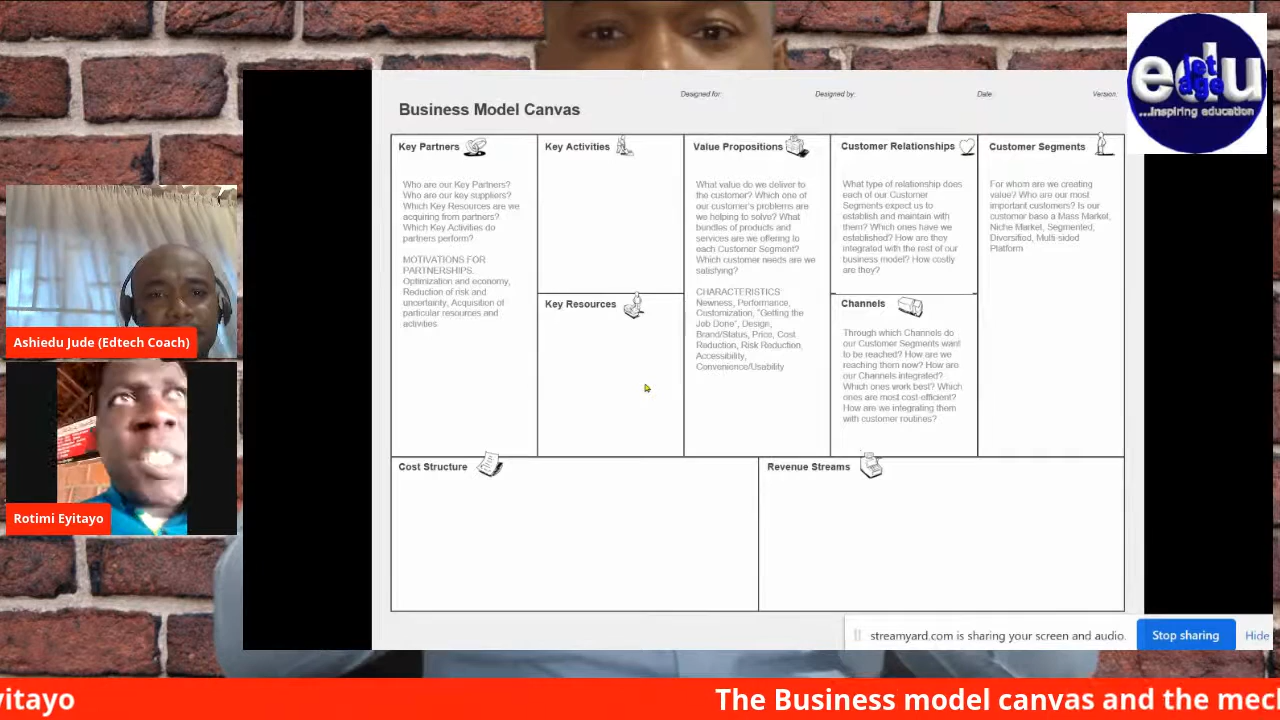 edu
jet
age
...inspiring education
Designed for:
Designed by:
Date:
Version:
Business Model Canvas
Key Partners
Who are our Key Partners?
Who are our key suppliers?
Which Key Resources are we
acquiring from partners?
Which Key Activities do
partners perform?
MOTIVATIONS FOR
PARTNERSHIPS:
Optimization and economy,
Reduction of risk and
uncertainty, Acquisition of
particular resources and
activities
Key Activities
Key Resources
Value Propositions
What value do we deliver to
the customer? Which one of
our customer's problems are
we helping to solve? What
bundles of products and
services are we offering to
each Customer Segment?
Which customer needs are we
satisfying?
CHARACTERISTICS:
Newness, Performance,
Customization, "Getting the
Job Done", Design,
Brand/Status, Price, Cost
Reduction, Risk Reduction,
Accessibility,
Convenience/Usability
Customer Relationships
What type of relationship does
each of our Customer
Segments expect us to
establish and maintain with
them? Which ones have we
established? How are they
integrated with the rest of our
business model? How costly
are they?
Channels
Through which Channels do
our Customer Segments want
to be reached? How are we
reaching them now? How are
our Channels integrated?
Which ones work best? Which
ones are most cost-efficient?
How are we integrating them
with customer routines?
Customer Segments
For whom are we creating
value? Who are our most
important customers? Is our
customer base a Mass Market,
Niche Market, Segmented,
Diversified, Multi-sided
Platform
Cost Structure
Revenue Streams
Ashiedu Jude (Edtech Coach)
Rotimi Eyitayo
streamyard.com is sharing your screen and audio.
Stop sharing
Hide
yitayo
The Business model canvas and the mec